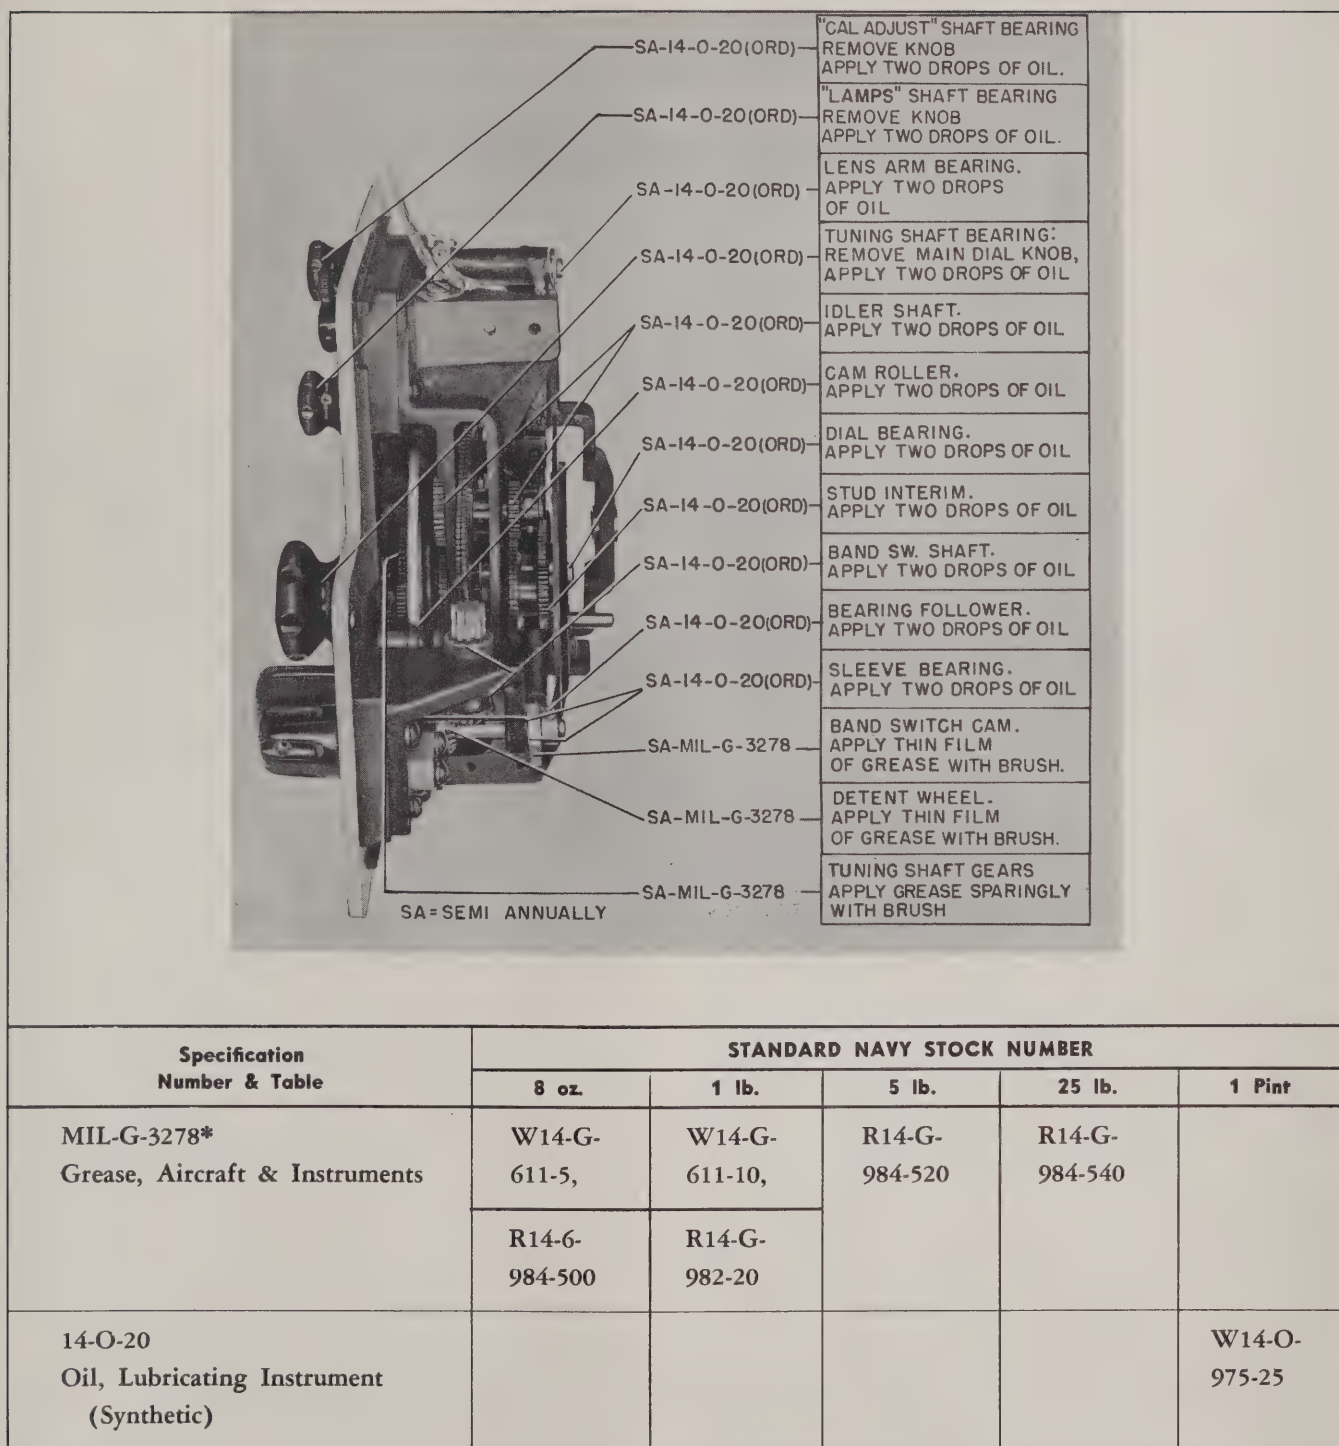 SA-14-O-20(ORD)
"CAL ADJUST" SHAFT BEARING
REMOVE KNOB
APPLY TWO DROPS OF OIL.
SA-14-O-20(ORD)
"LAMPS" SHAFT BEARING
REMOVE KNOB
APPLY TWO DROPS OF OIL.
SA-14-O-20(ORD)
LENS ARM BEARING.
APPLY TWO DROPS
OF OIL
SA-14-O-20(ORD)
TUNING SHAFT BEARING:
REMOVE MAIN DIAL KNOB,
APPLY TWO DROPS OF OIL
SA-14-O-20(ORD)
IDLER SHAFT.
APPLY TWO DROPS OF OIL
SA-14-O-20(ORD)
CAM ROLLER.
APPLY TWO DROPS OF OIL
SA-14-O-20(ORD)
DIAL BEARING.
APPLY TWO DROPS OF OIL
SA-14-O-20(ORD)
STUD INTERIM.
APPLY TWO DROPS OF OIL
SA-14-O-20(ORD)
BAND SW. SHAFT.
APPLY TWO DROPS OF OIL
SA-14-O-20(ORD)
BEARING FOLLOWER.
APPLY TWO DROPS OF OIL
SA-14-O-20(ORD)
SLEEVE BEARING.
APPLY TWO DROPS OF OIL
SA-MIL-G-3278
BAND SWITCH CAM.
APPLY THIN FILM
OF GREASE WITH BRUSH.
SA-MIL-G-3278
DETENT WHEEL.
APPLY THIN FILM
OF GREASE WITH BRUSH.
SA-MIL-G-3278
TUNING SHAFT GEARS
APPLY GREASE SPARINGLY
WITH BRUSH
SA=SEMI ANNUALLY
Specification
Number & Table
STANDARD NAVY STOCK NUMBER
8 oz. 1 lb. 5 lb. 25 lb. 1 Pint
MIL-G-3278* W14-G- W14-G- R14-G- R14-G-
Grease, Aircraft & Instruments 611-5, 611-10, 984-520 984-540
R14-6- R14-G-
984-500 982-20
14-O-20 W14-O-
Oil, Lubricating Instrument 975-25
(Synthetic)